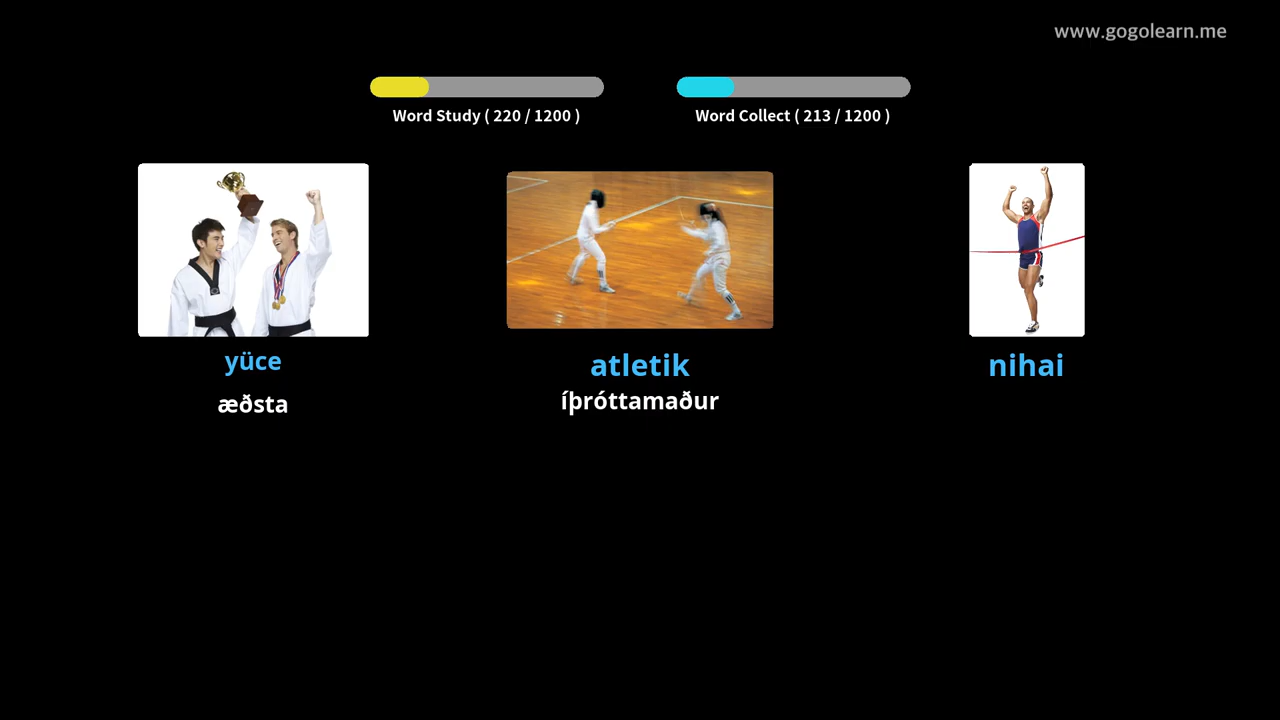 www.gogolearn.me
Word Study ( 220 / 1200 )
Word Collect ( 213 / 1200 )
yüce
æðsta
atletik
íþróttamaður
nihai